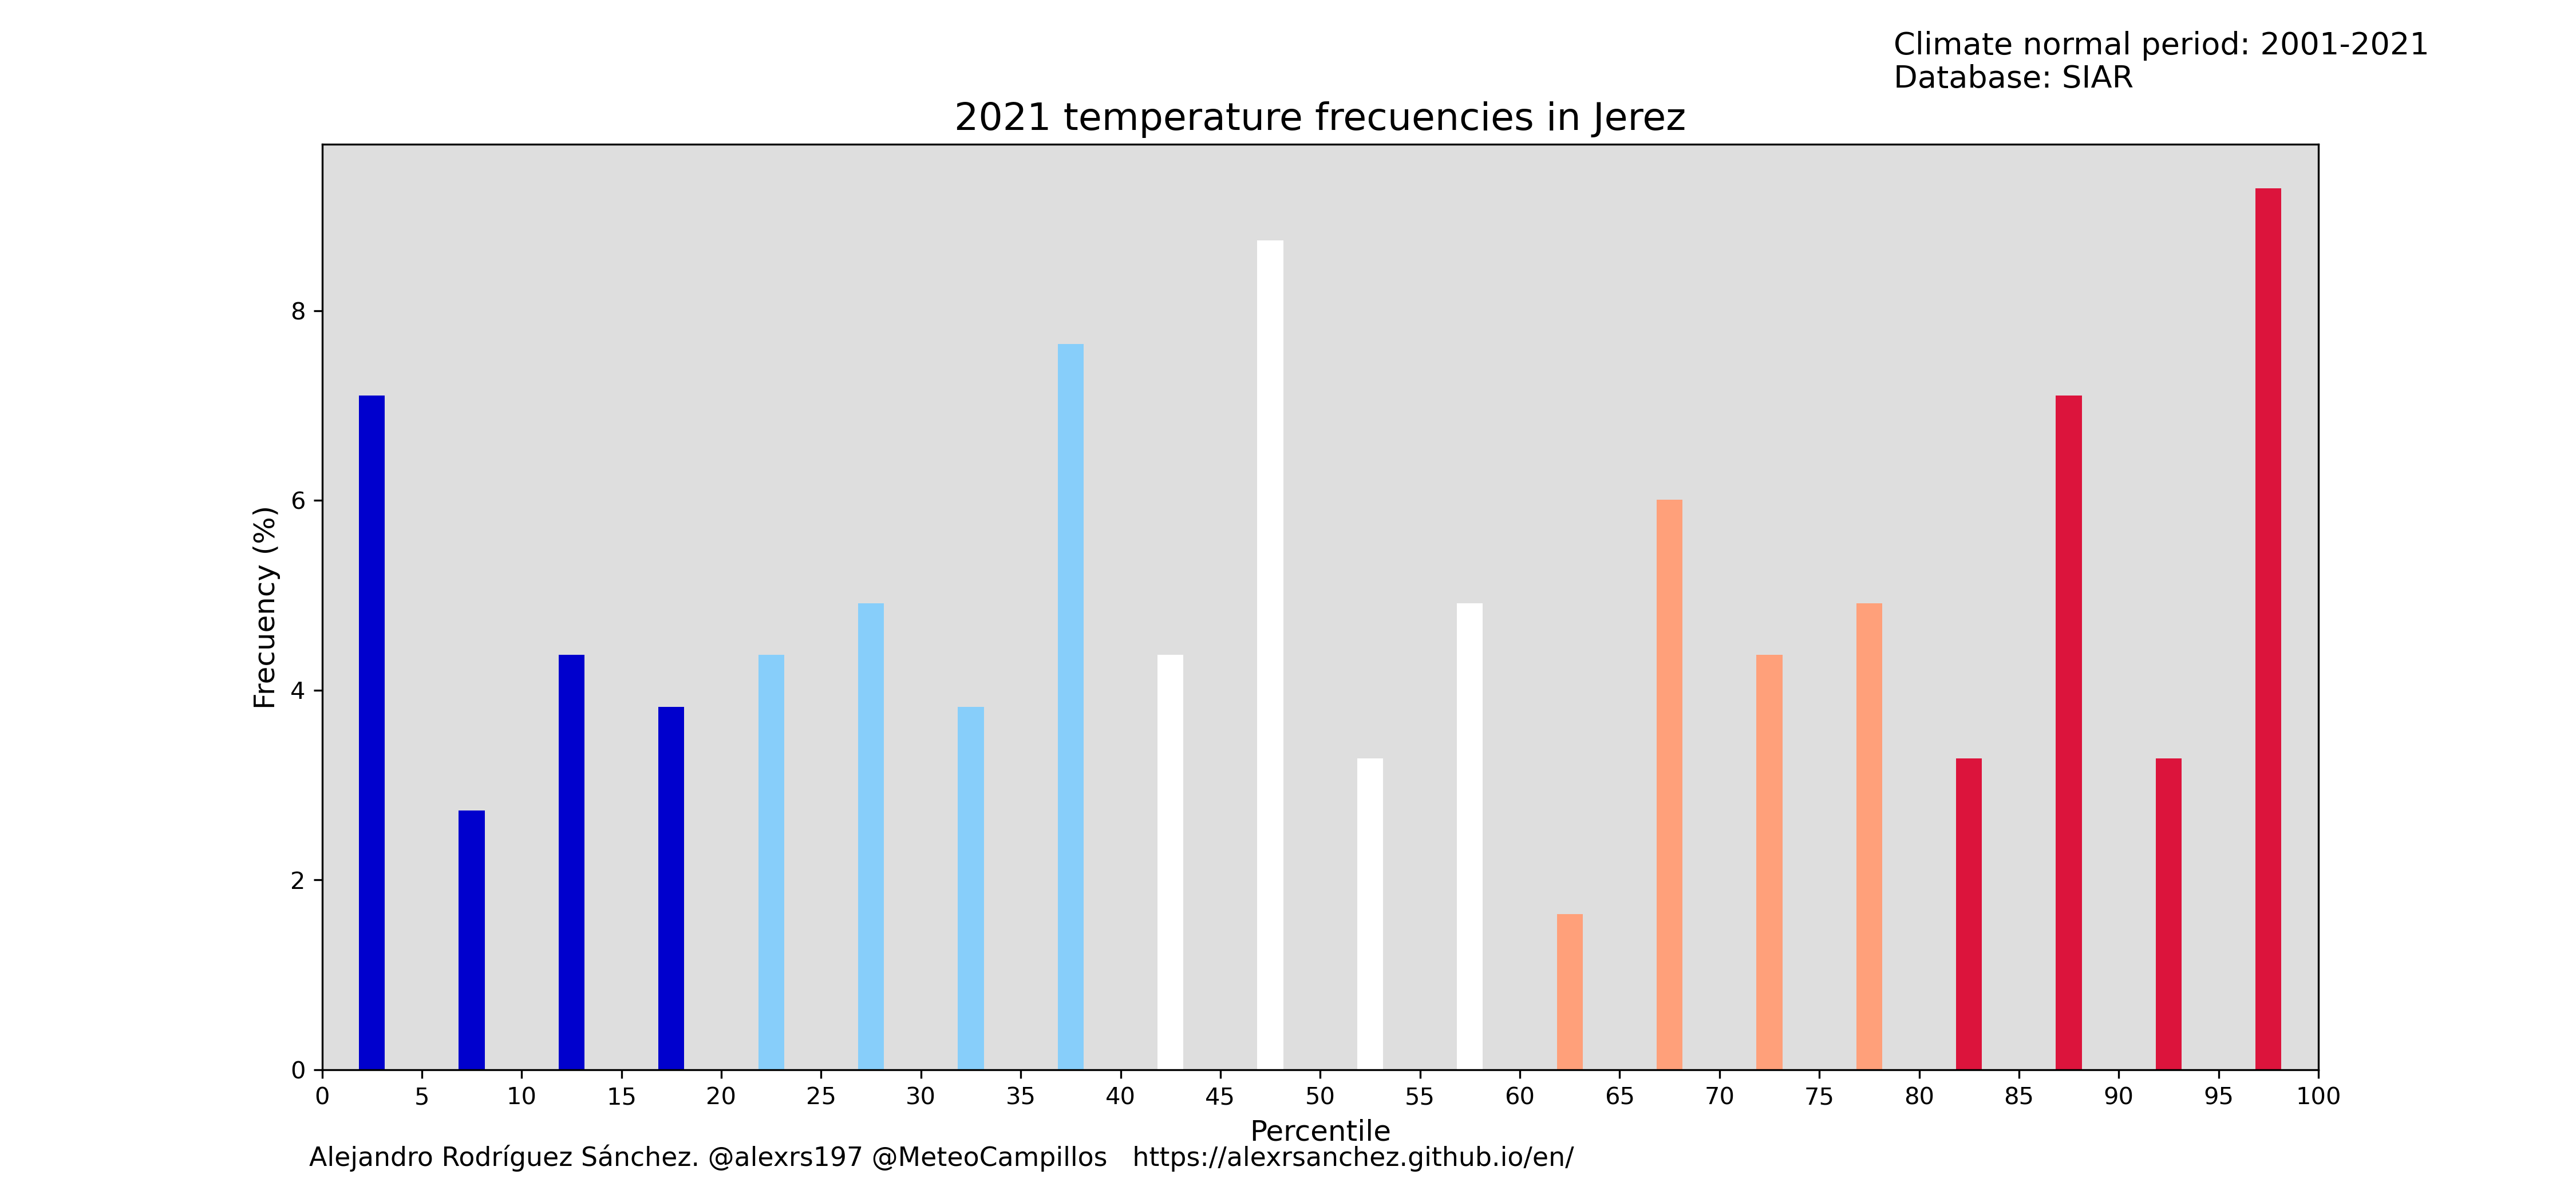 Climate normal period: 2001-2021
Database: SIAR
2021 temperature frecuencies in Jerez
8
6
4
2
0
Frecuency (%)
0 5 10 15 20 25 30 35 40 45 50 55 60 65 70 75 80 85 90 95 100
Percentile
Alejandro Rodríguez Sánchez. @alexrs197 @MeteoCampillos https://alexrsanchez.github.io/en/